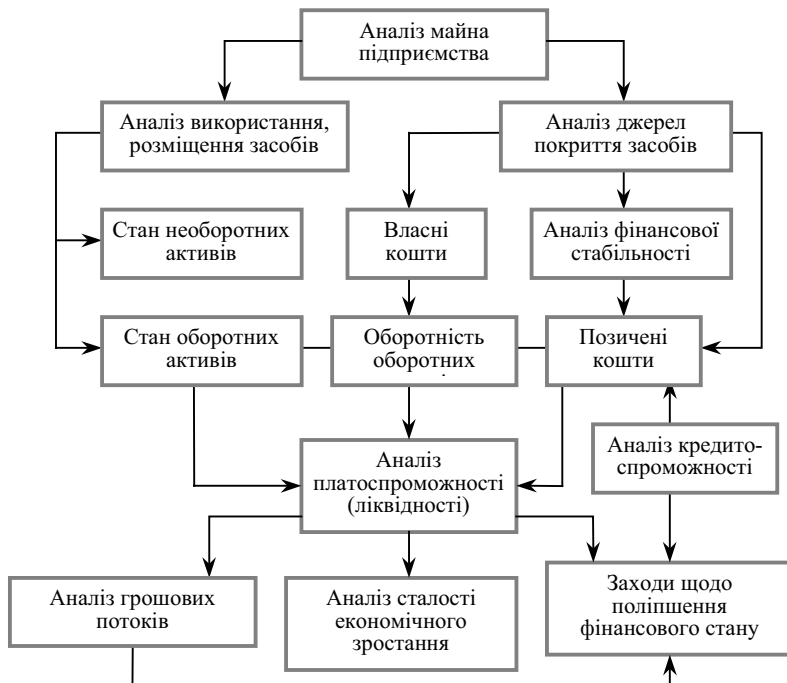 Аналіз майна
підприємства
Аналіз використання,
розміщення засобів
Аналіз джерел
покриття засобів
Стан необоротних
активів
Власні
кошти
Аналіз фінансової
стабільності
Стан оборотних
активів
Оборотність
оборотних
Позичені
кошти
Аналіз кредито-
спроможності
Аналіз
платоспроможності
(ліквідності)
Аналіз грошових
потоків
Аналіз сталості
економічного
зростання
Заходи щодо
поліпшення
фінансового стану